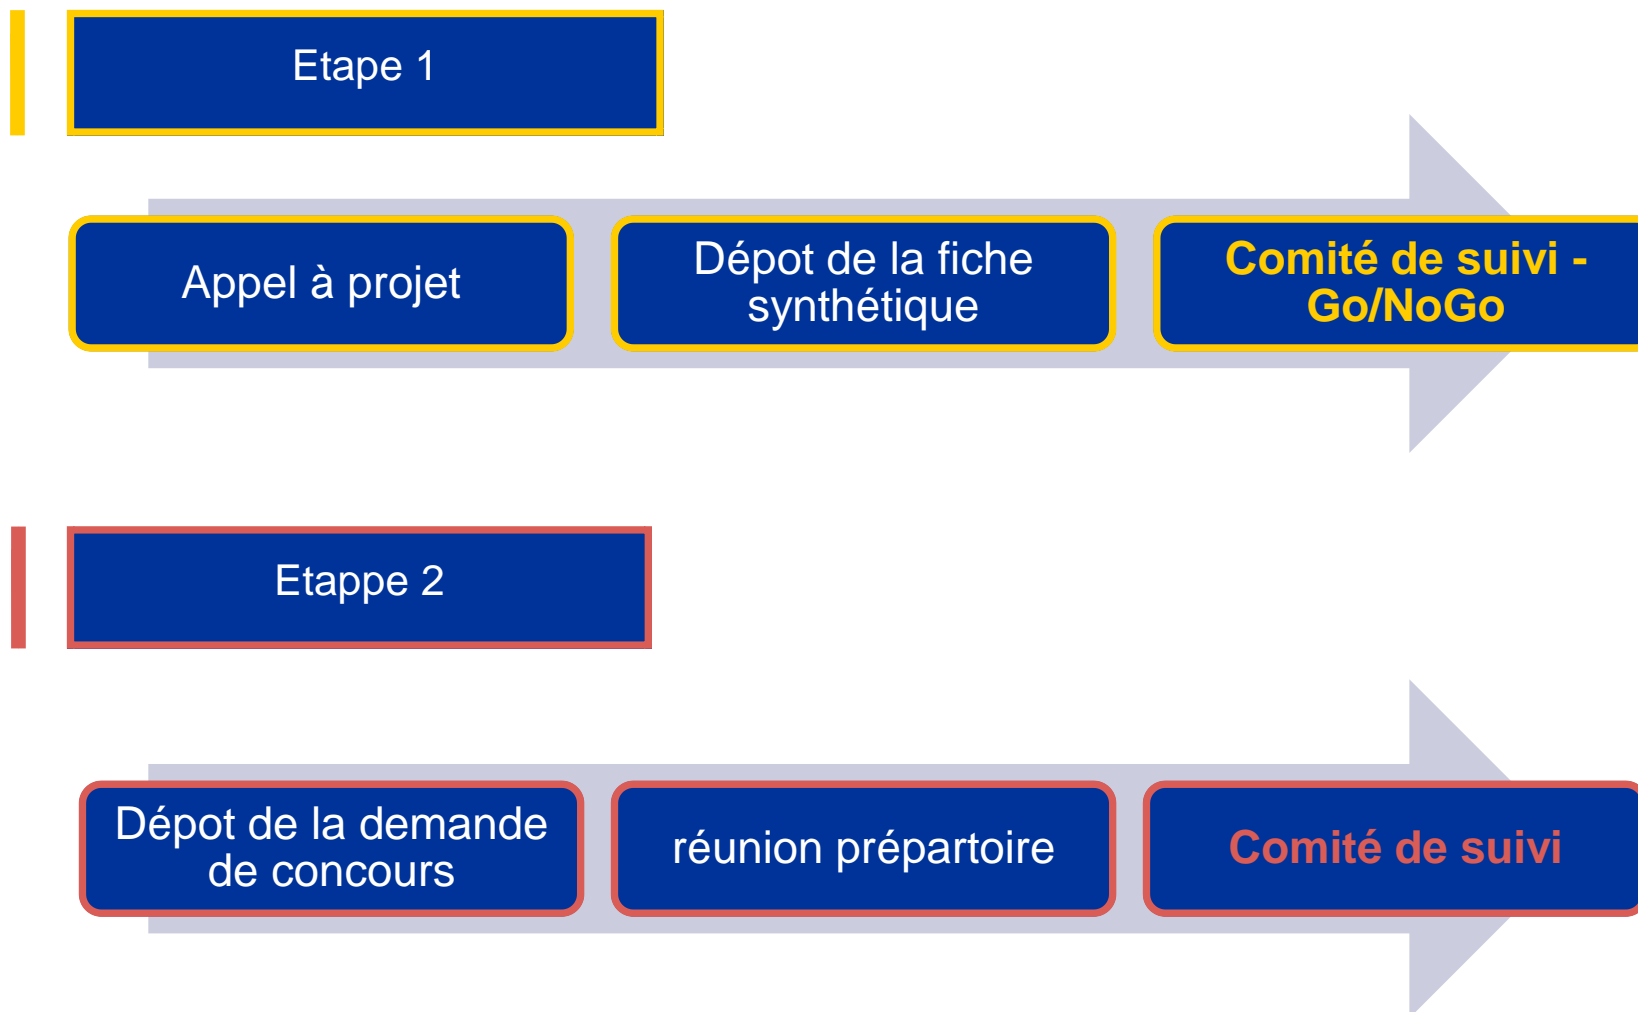 Etape 1
Appel à projet
Dépot de la fiche
synthétique
Comité de suivi -
Go/NoGo
Etappe 2
Dépot de la demande
de concours
réunion prépartoire
Comité de suivi